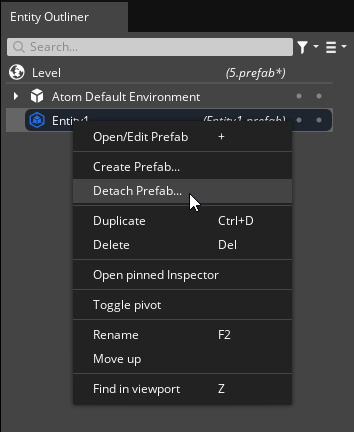 Entity Outliner
Search...
Level (5.prefab*)
Atom Default Environment
Entity1 (Entity1.prefab)
Open/Edit Prefab +
Create Prefab...
Detach Prefab...
Duplicate Ctrl+D
Delete Del
Open pinned Inspector
Toggle pivot
Rename F2
Move up
Find in viewport Z